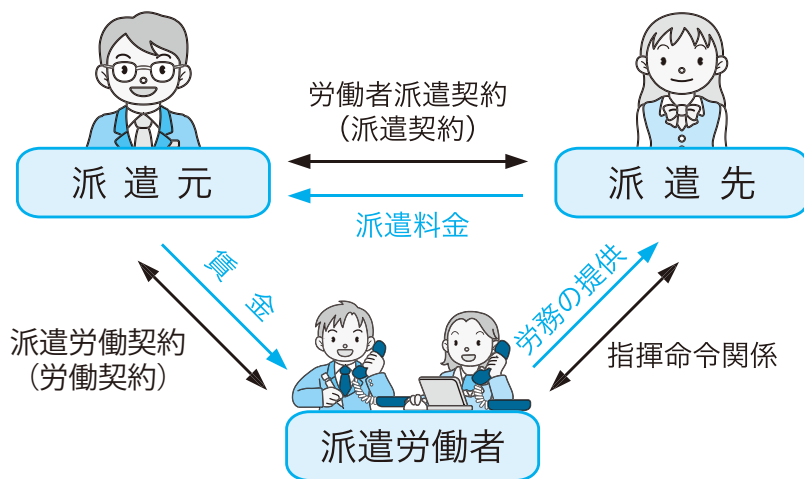 労働者派遣契約
（派遣契約）
派遣元
派遣先
派遣料金
賃金
労務の提供
派遣労働契約
（労働契約）
指揮命令関係
派遣労働者